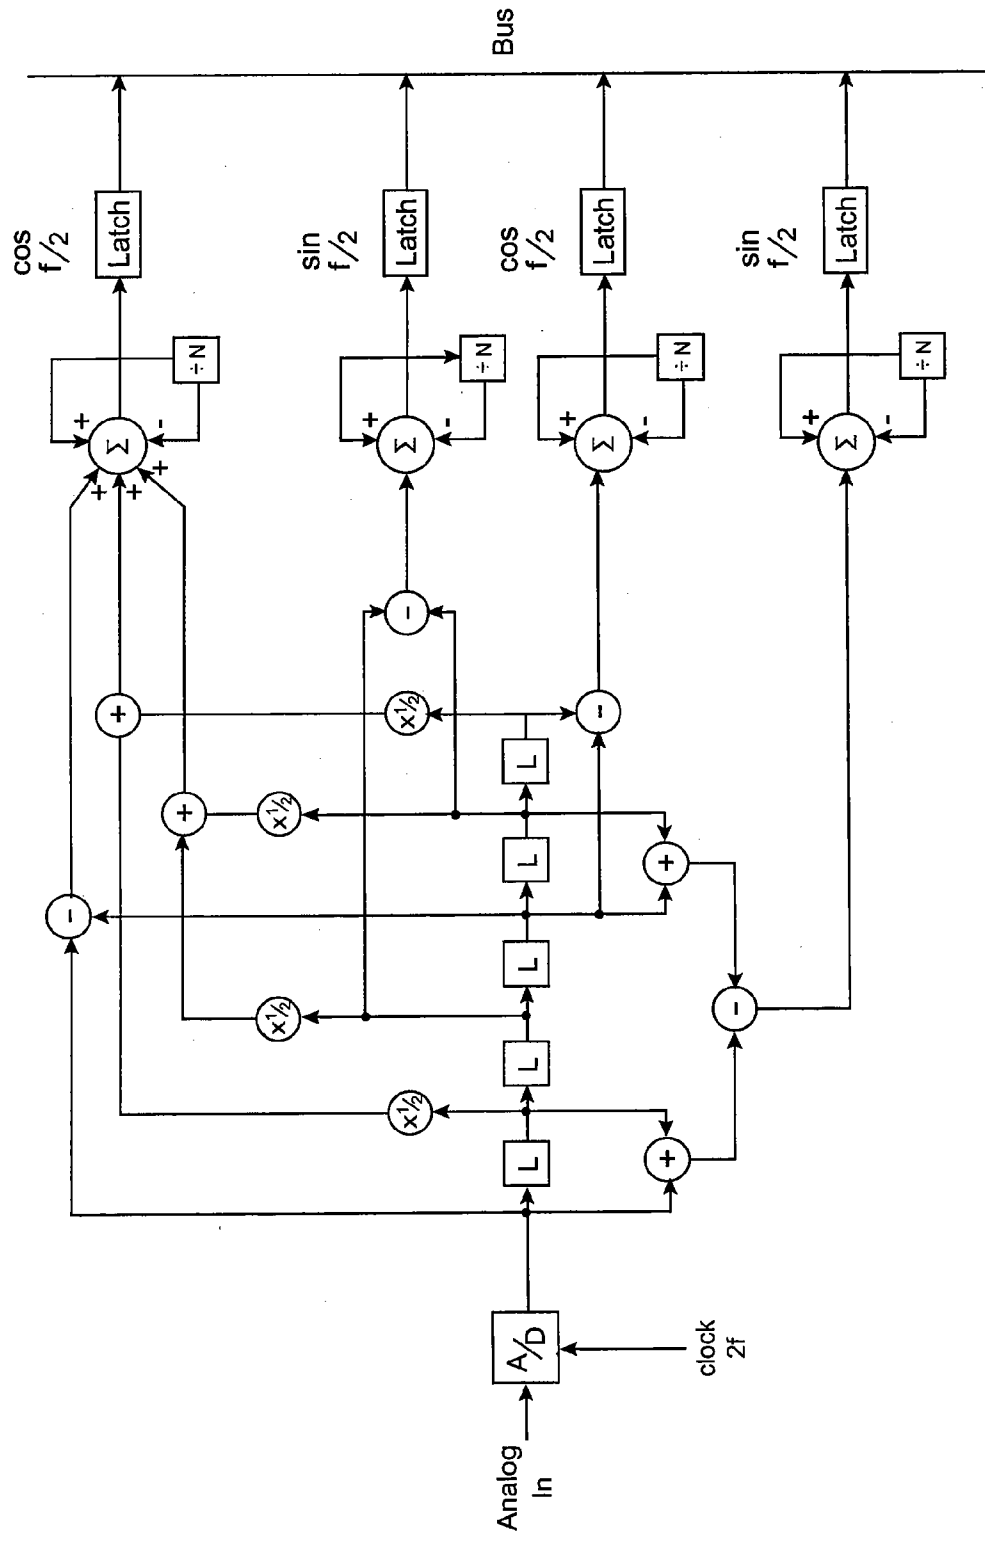 Analog
In
A/D
clock
2f
L
L
L
L
L
+
-
+
-
x½
x½
x½
x½
-
+
+
-
-
Σ
+
+
+
+
-
÷N
cos
f/2
Latch
Σ
+
-
÷N
sin
f/2
Latch
Σ
+
-
÷N
cos
f/2
Latch
Σ
+
-
÷N
sin
f/2
Latch
Bus